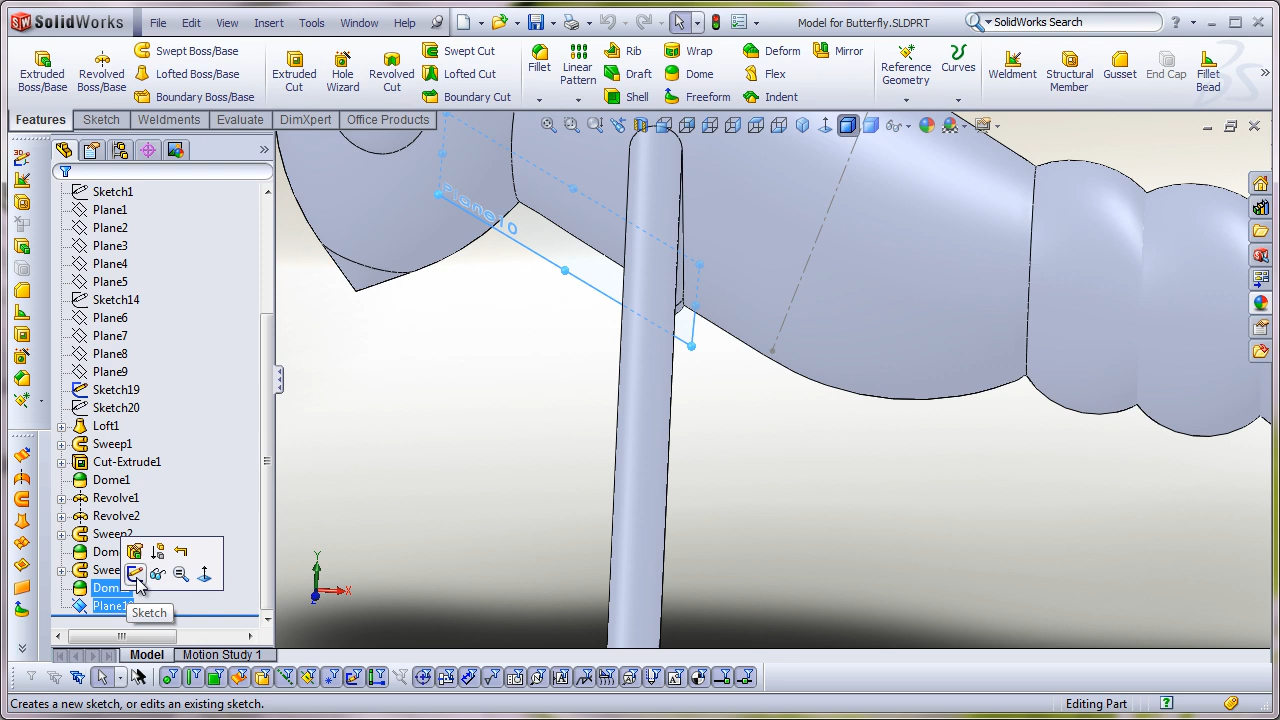 SolidWorks File Edit View Insert Tools Window Help Model for Butterfly.SLDPRT SolidWorks Search
Extruded Boss/Base
Revolved Boss/Base
Swept Boss/Base
Lofted Boss/Base
Boundary Boss/Base
Extruded Cut
Hole Wizard
Revolved Cut
Swept Cut
Lofted Cut
Boundary Cut
Fillet
Linear Pattern
Rib
Draft
Shell
Wrap
Dome
Freeform
Deform
Flex
Indent
Mirror
Reference Geometry
Curves
Weldment
Structural Member
Gusset
End Cap
Fillet Bead
Features Sketch Weldments Evaluate DimXpert Office Products
Sketch1
Plane1
Plane2
Plane3
Plane4
Plane5
Sketch14
Plane6
Plane7
Plane8
Plane9
Sketch19
Sketch20
Loft1
Sweep1
Cut-Extrude1
Dome1
Revolve1
Revolve2
Sweep2
Dom
Swee
Dom
Plane1
Sketch
Plane10
Y
X
Z
Model Motion Study 1
Creates a new sketch, or edits an existing sketch. Editing Part